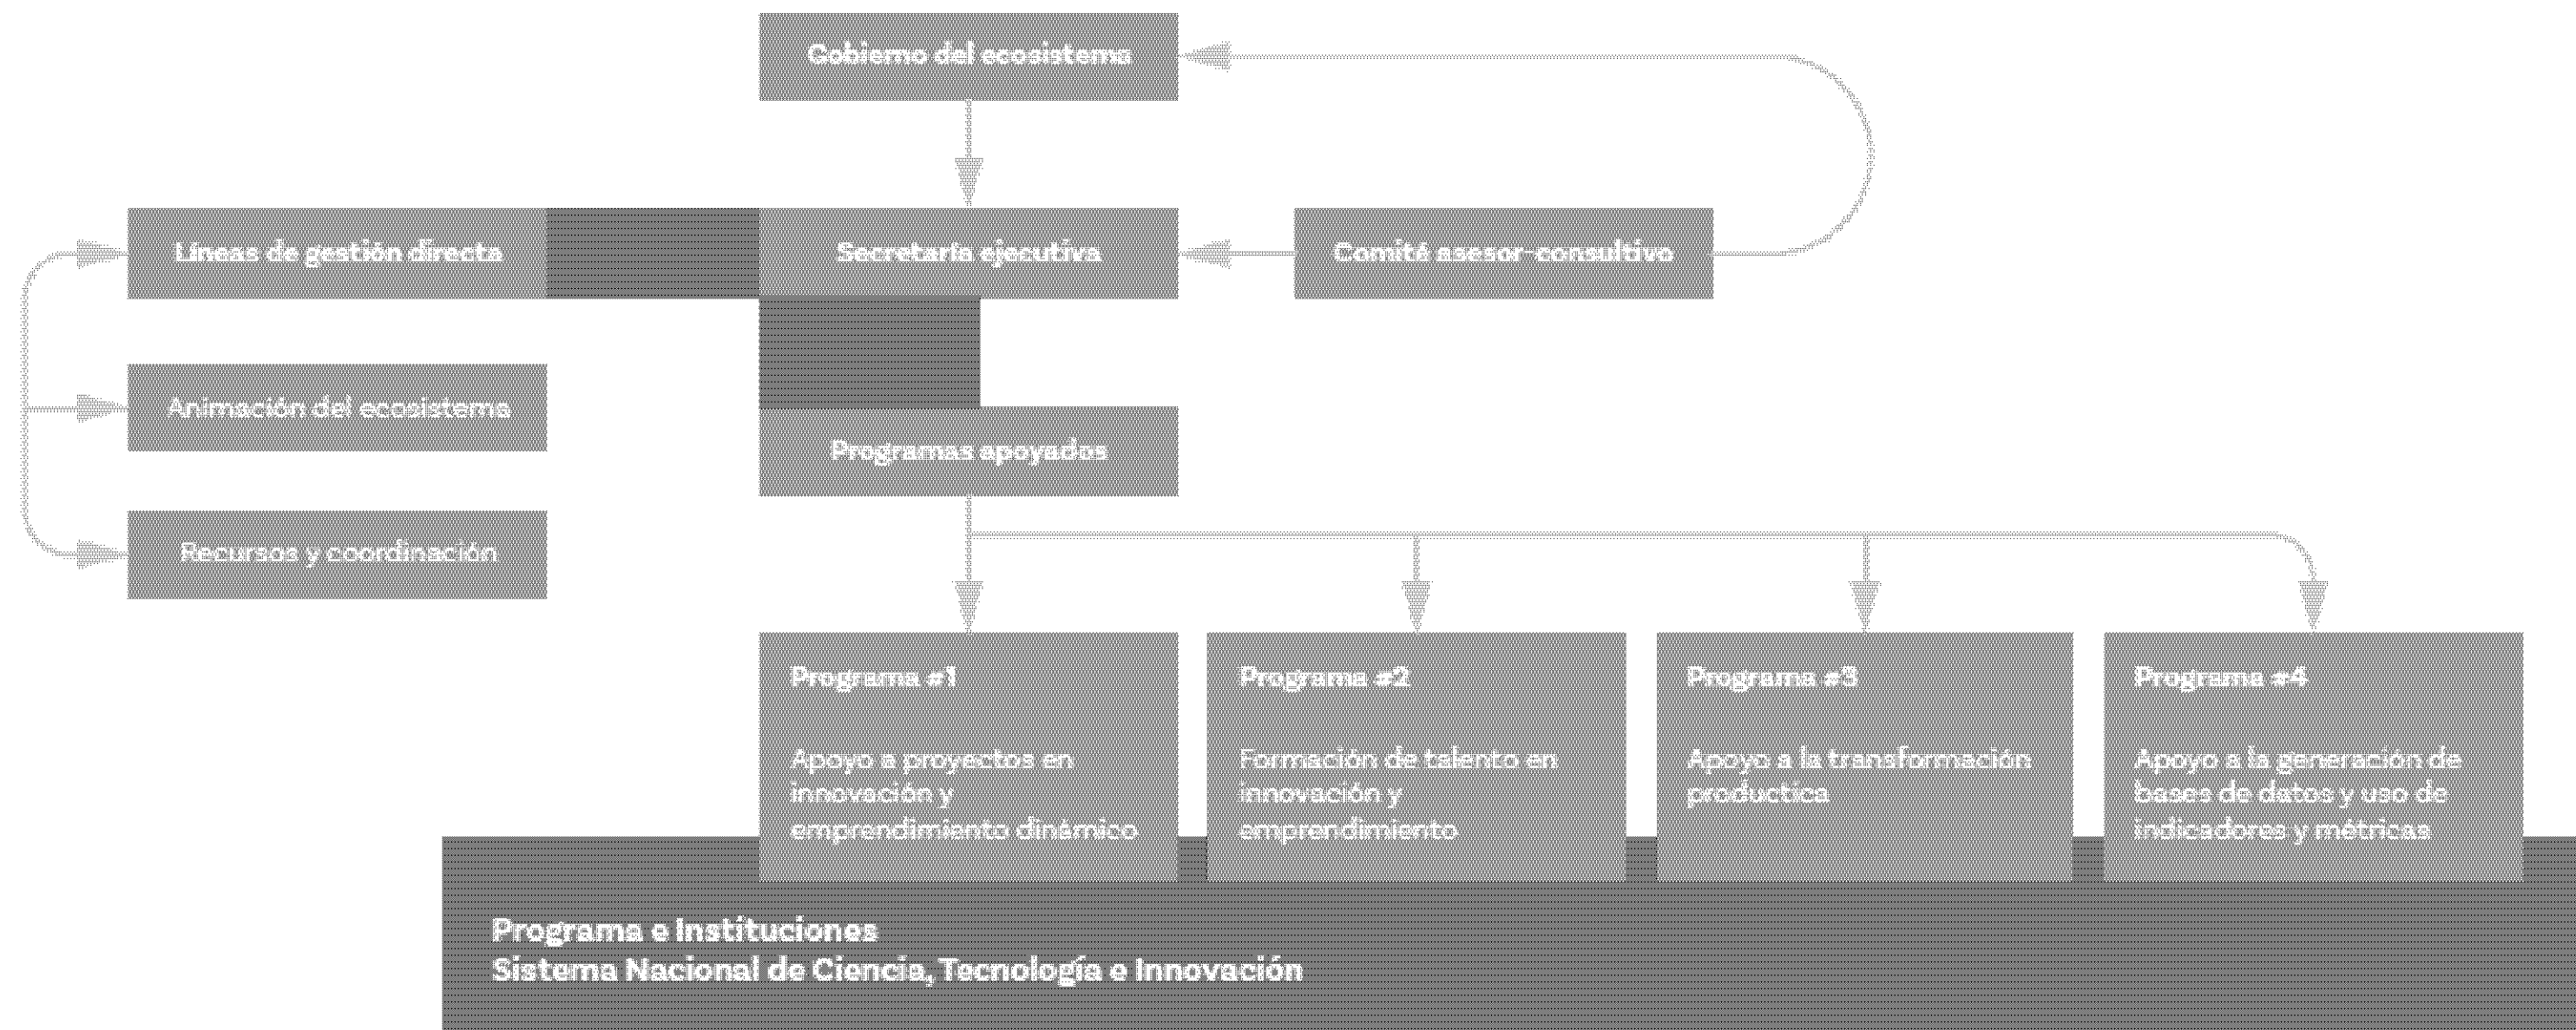 Gobierno del ecosistema
Líneas de gestión directa
Secretaría ejecutiva
Comité asesor-consultivo
Animación del ecosistema
Programas apoyados
Recursos y coordinación
Programa #1
Apoyo a proyectos en
innovación y
emprendimiento dinámico
Programa #2
Formación de talento en
innovación y
emprendimiento
Programa #3
Apoyo a la transformación
productica
Programa #4
Apoyo a la generación de
bases de datos y uso de
indicadores y métricas
Programa e Instituciones
Sistema Nacional de Ciencia, Tecnología e Innovación